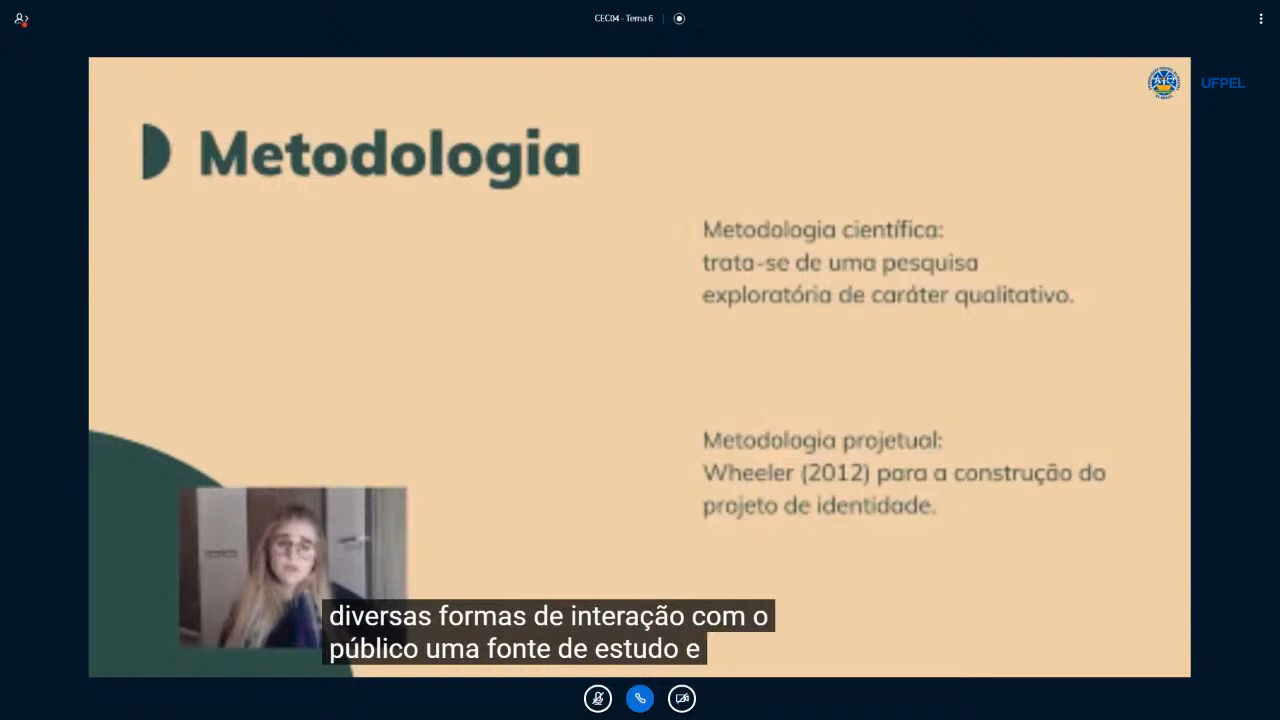 CEC04 - Tema 6
UFPEL
Metodologia
Metodologia científica:
trata-se de uma pesquisa
exploratória de caráter qualitativo.
Metodologia projetual:
Wheeler (2012) para a construção do
projeto de identidade.
diversas formas de interação com o
público uma fonte de estudo e